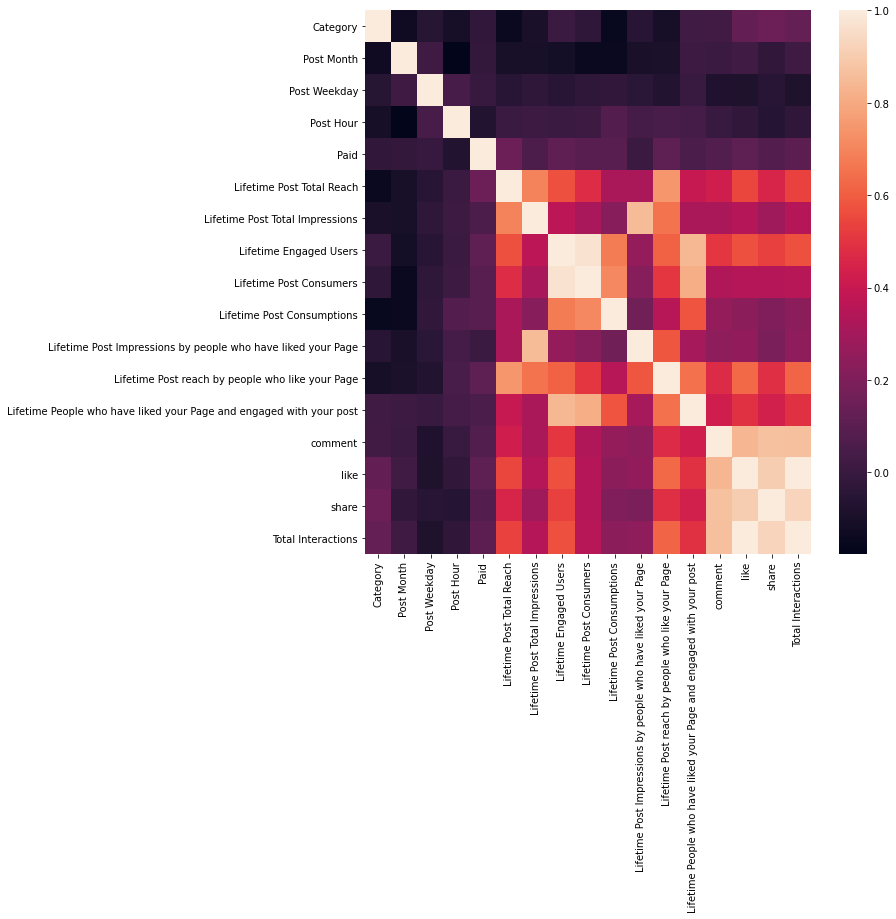 Category
Post Month
Post Weekday
Post Hour
Paid
Lifetime Post Total Reach
Lifetime Post Total Impressions
Lifetime Engaged Users
Lifetime Post Consumers
Lifetime Post Consumptions
Lifetime Post Impressions by people who have liked your Page
Lifetime Post reach by people who like your Page
Lifetime People who have liked your Page and engaged with your post
comment
like
share
Total Interactions
Category
Post Month
Post Weekday
Post Hour
Paid
Lifetime Post Total Reach
Lifetime Post Total Impressions
Lifetime Engaged Users
Lifetime Post Consumers
Lifetime Post Consumptions
Lifetime Post Impressions by people who have liked your Page
Lifetime Post reach by people who like your Page
Lifetime People who have liked your Page and engaged with your post
comment
like
share
Total Interactions
1.0
0.8
0.6
0.4
0.2
0.0